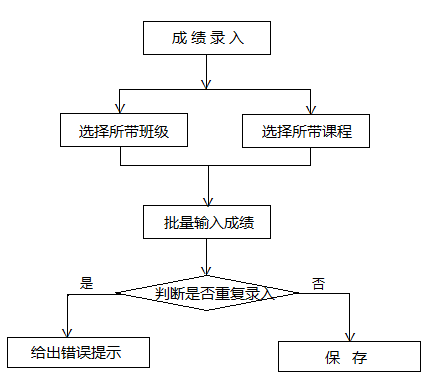 成绩录入
选择所带班级
选择所带课程
批量输入成绩
是
判断是否重复录入
否
给出错误提示
保 存